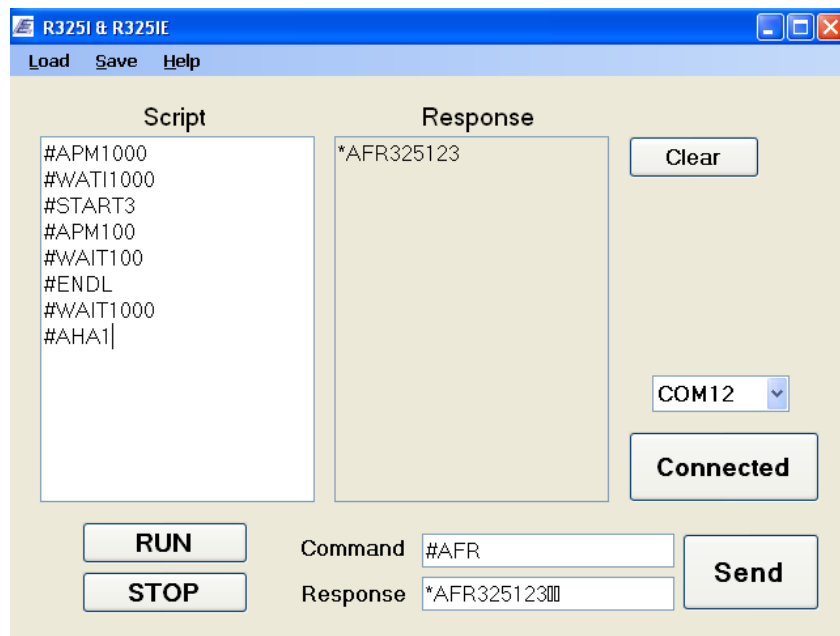 R325I & R325IE
Load Save Help
Script
#APM1000
#WATI1000
#START3
#APM100
#WAIT100
#ENDL
#WAIT1000
#AHA1
Response
*AFR325123
Clear
COM12
Connected
RUN
STOP
Command #AFR
Response *AFR325123▯▯
Send